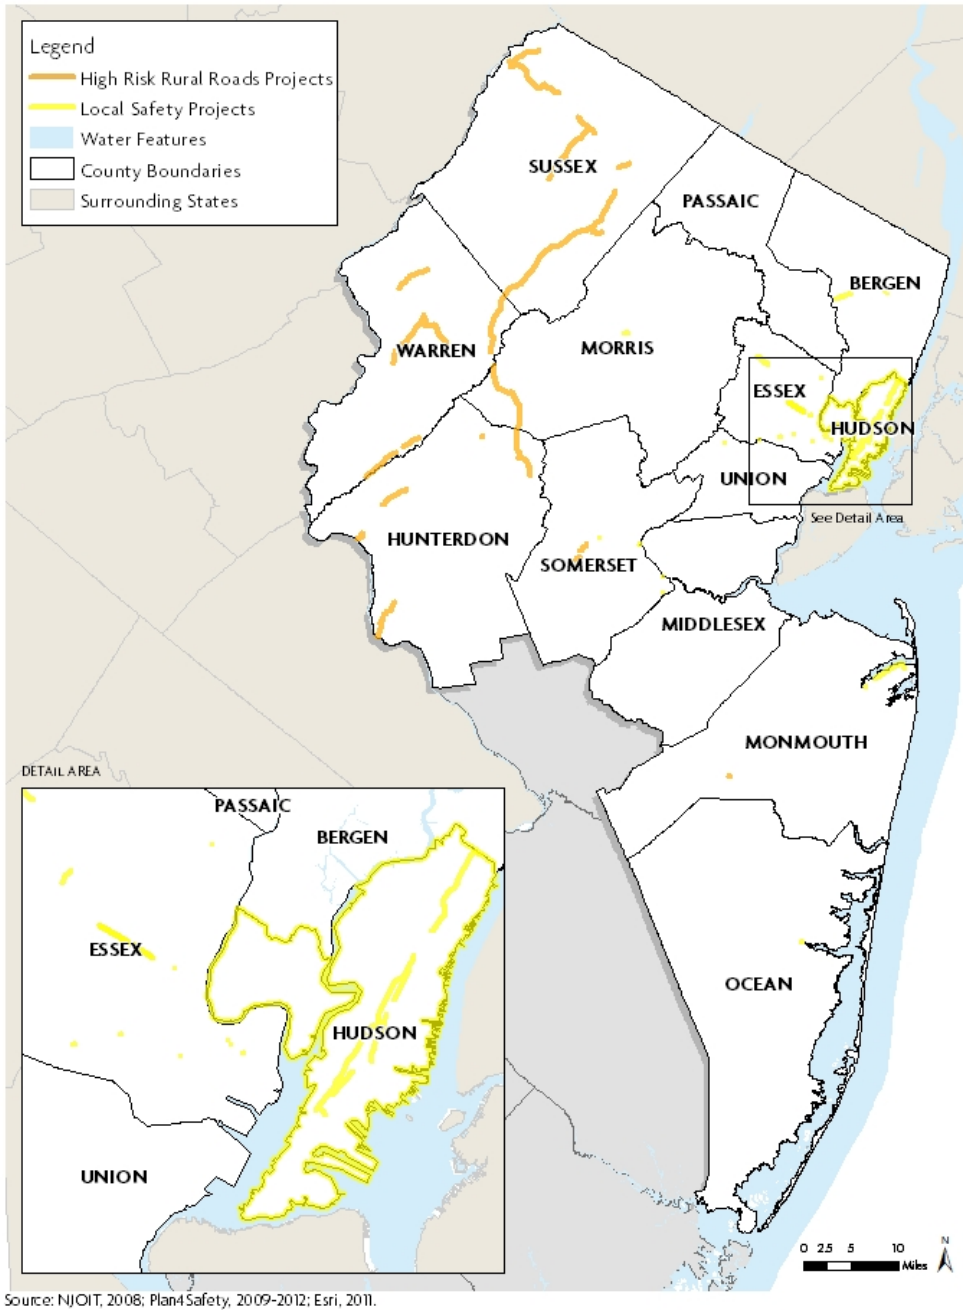 Legend
High Risk Rural Roads Projects
Local Safety Projects
Water Features
County Boundaries
Surrounding States
SUSSEX
PASSAIC
BERGEN
WARREN
MORRIS
ESSEX
HUDSON
UNION
See Detail Area
HUNTERDON
SOMERSET
MIDDLESEX
MONMOUTH
OCEAN
DETAIL AREA
PASSAIC
BERGEN
ESSEX
HUDSON
UNION
N
0 2.5 5 10
Miles
Source: NJOIT, 2008; Plan4Safety, 2009-2012; Esri, 2011.